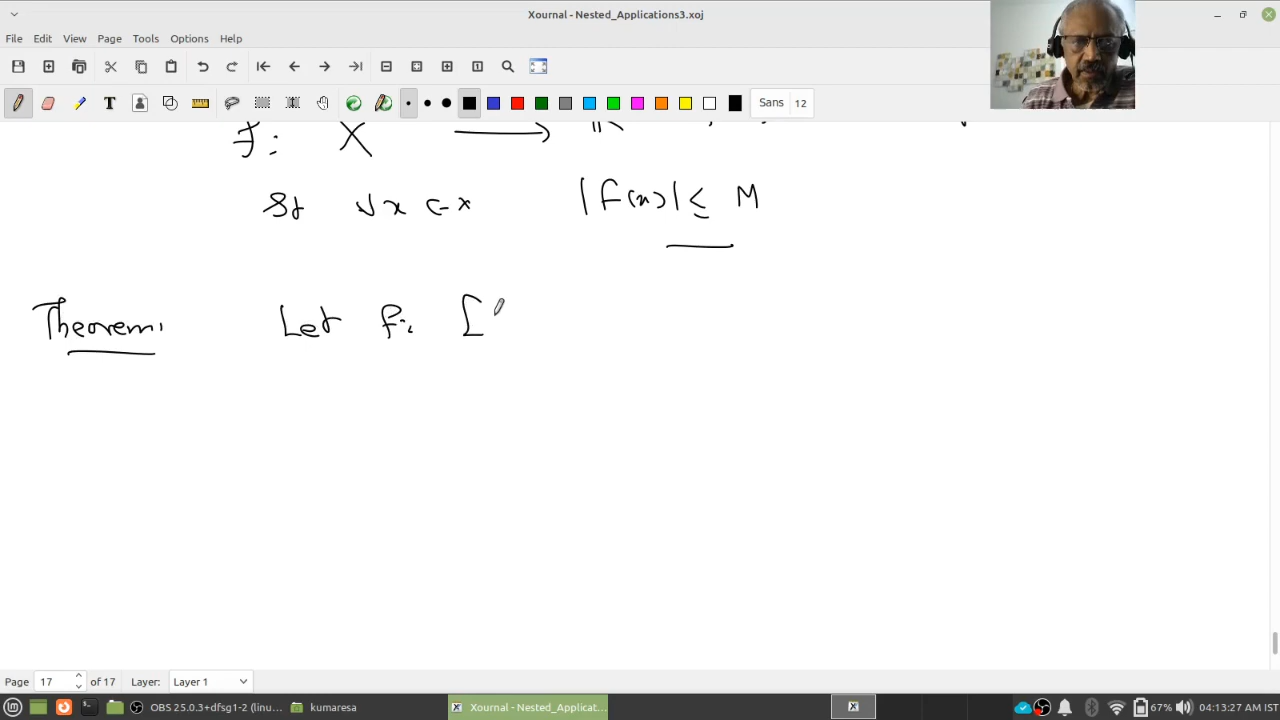 Xournal - Nested_Applications3.xoj
File Edit View Page Tools Options Help
Sans 12
f: X ⟶ ℝ
St ∀x ∈ X |f(x)| ≤ M
Theorem: Let f: [
Page 17 of 17 Layer: Layer 1
OBS 25.0.3+dfsg1-2 (linu... kumaresa Xournal - Nested_Applicat... 67% 04:13:27 AM IST